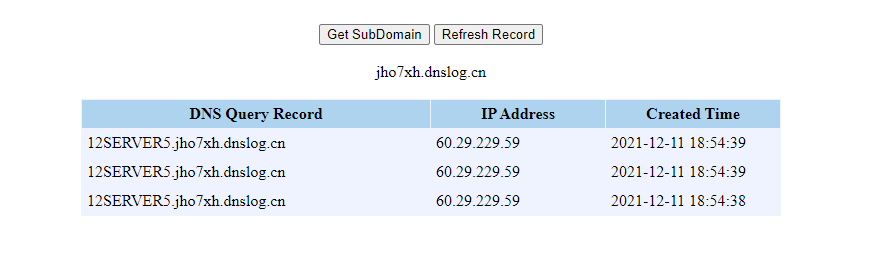 Get SubDomain Refresh Record
jho7xh.dnslog.cn
DNS Query Record IP Address Created Time
12SERVER5.jho7xh.dnslog.cn 60.29.229.59 2021-12-11 18:54:39
12SERVER5.jho7xh.dnslog.cn 60.29.229.59 2021-12-11 18:54:39
12SERVER5.jho7xh.dnslog.cn 60.29.229.59 2021-12-11 18:54:38